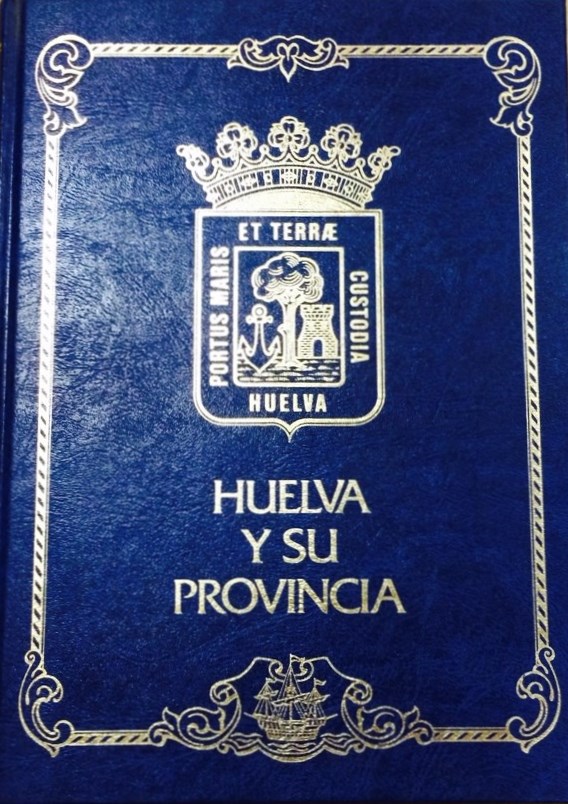 PORTUS MARIS
ET TERRÆ
CUSTODIA
HUELVA
HUELVA
Y SU
PROVINCIA